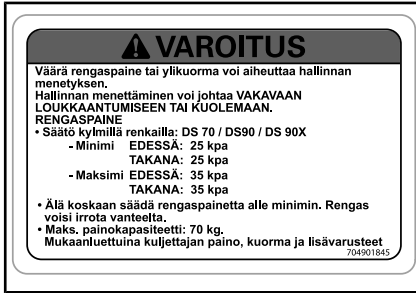 VAROITUS
Väärä rengaspaine tai ylikuorma voi aiheuttaa hallinnan
menetyksen.
Hallinnan menettäminen voi johtaa VAKAVAAN
LOUKKAANTUMISEEN TAI KUOLEMAAN.
RENGASPAINE
• Säätö kylmillä renkailla: DS 70 / DS90 / DS 90X
- Minimi EDESSÄ: 25 kpa
TAKANA: 25 kpa
- Maksimi EDESSÄ: 35 kpa
TAKANA: 35 kpa
• Älä koskaan säädä rengaspainetta alle minimin. Rengas
voisi irrota vanteelta.
• Maks. painokapasiteetti: 70 kg.
Mukaanluettuina kuljettajan paino, kuorma ja lisävarusteet
704901845